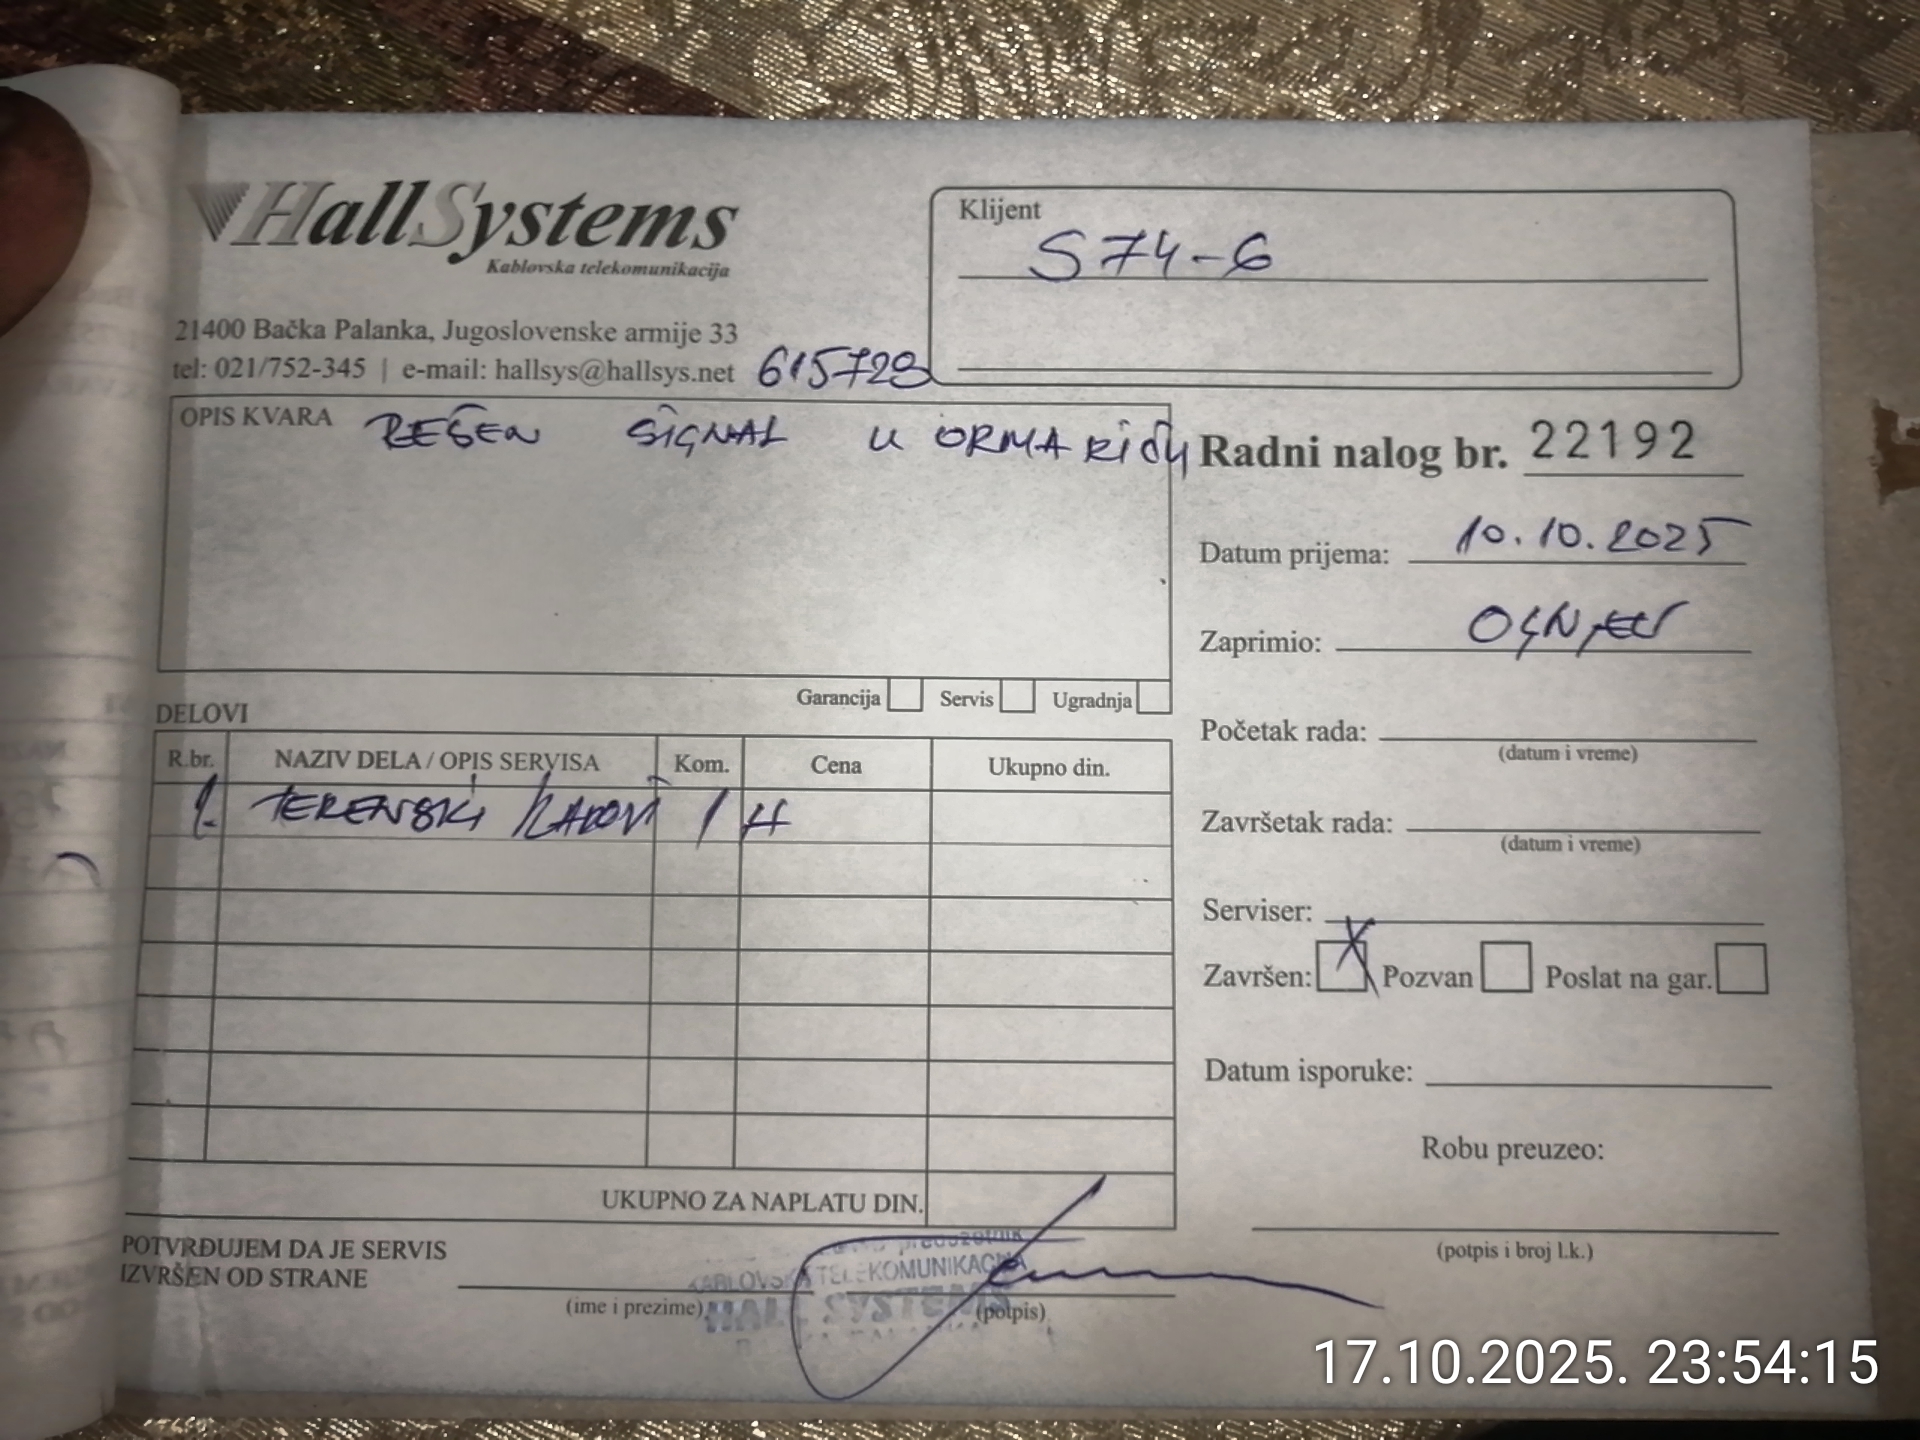 HallSystems
Kablovska telekomunikacija
21400 Bačka Palanka, Jugoslovenske armije 33
tel: 021/752-345 | e-mail: hallsys@hallsys.net
615723
Klijent
S74-6
OPIS KVARA REŠEN SIGNAL U ORMARIĆU
Radni nalog br. 22192
Datum prijema: 10.10.2025
Zaprimio: OGNJEN
Početak rada:
(datum i vreme)
Završetak rada:
(datum i vreme)
Serviser:
Završen: X Pozvan Poslat na gar.
Datum isporuke:
Robu preuzeo:
(potpis i broj l.k.)
Garancija Servis Ugradnja
DELOVI
R.br. NAZIV DELA / OPIS SERVISA Kom. Cena Ukupno din.
1. TERENSKI RADOVI 1 H
UKUPNO ZA NAPLATU DIN.
POTVRĐUJEM DA JE SERVIS
IZVRŠEN OD STRANE
(ime i prezime)
(potpis)
KABLOVSKA TELEKOMUNIKACIJA
HALL SYSTEMS
17.10.2025. 23:54:15